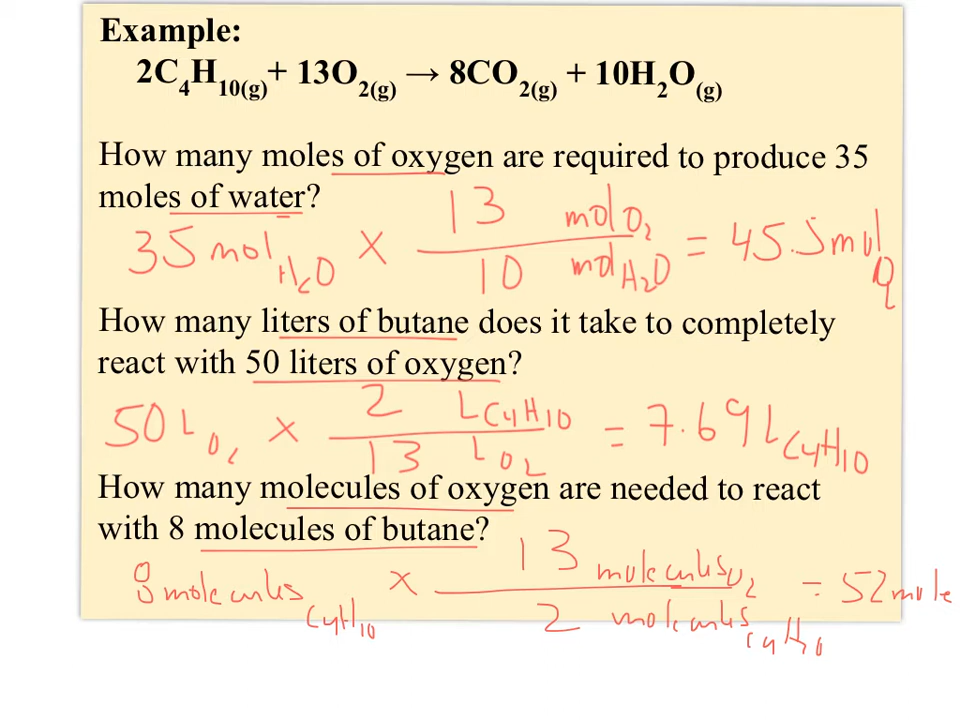 Example:
2C₄H₁₀(g) + 13O₂(g) → 8CO₂(g) + 10H₂O(g)
How many moles of oxygen are required to produce 35
moles of water?
35 mol H₂O × 13 mol O₂ / 10 mol H₂O = 45.5 mol O₂
How many liters of butane does it take to completely
react with 50 liters of oxygen?
50 L O₂ × 2 L C₄H₁₀ / 13 L O₂ = 7.69 L C₄H₁₀
How many molecules of oxygen are needed to react
with 8 molecules of butane?
8 molecules C₄H₁₀ × 13 molecules O₂ / 2 molecules C₄H₁₀ = 52 mole